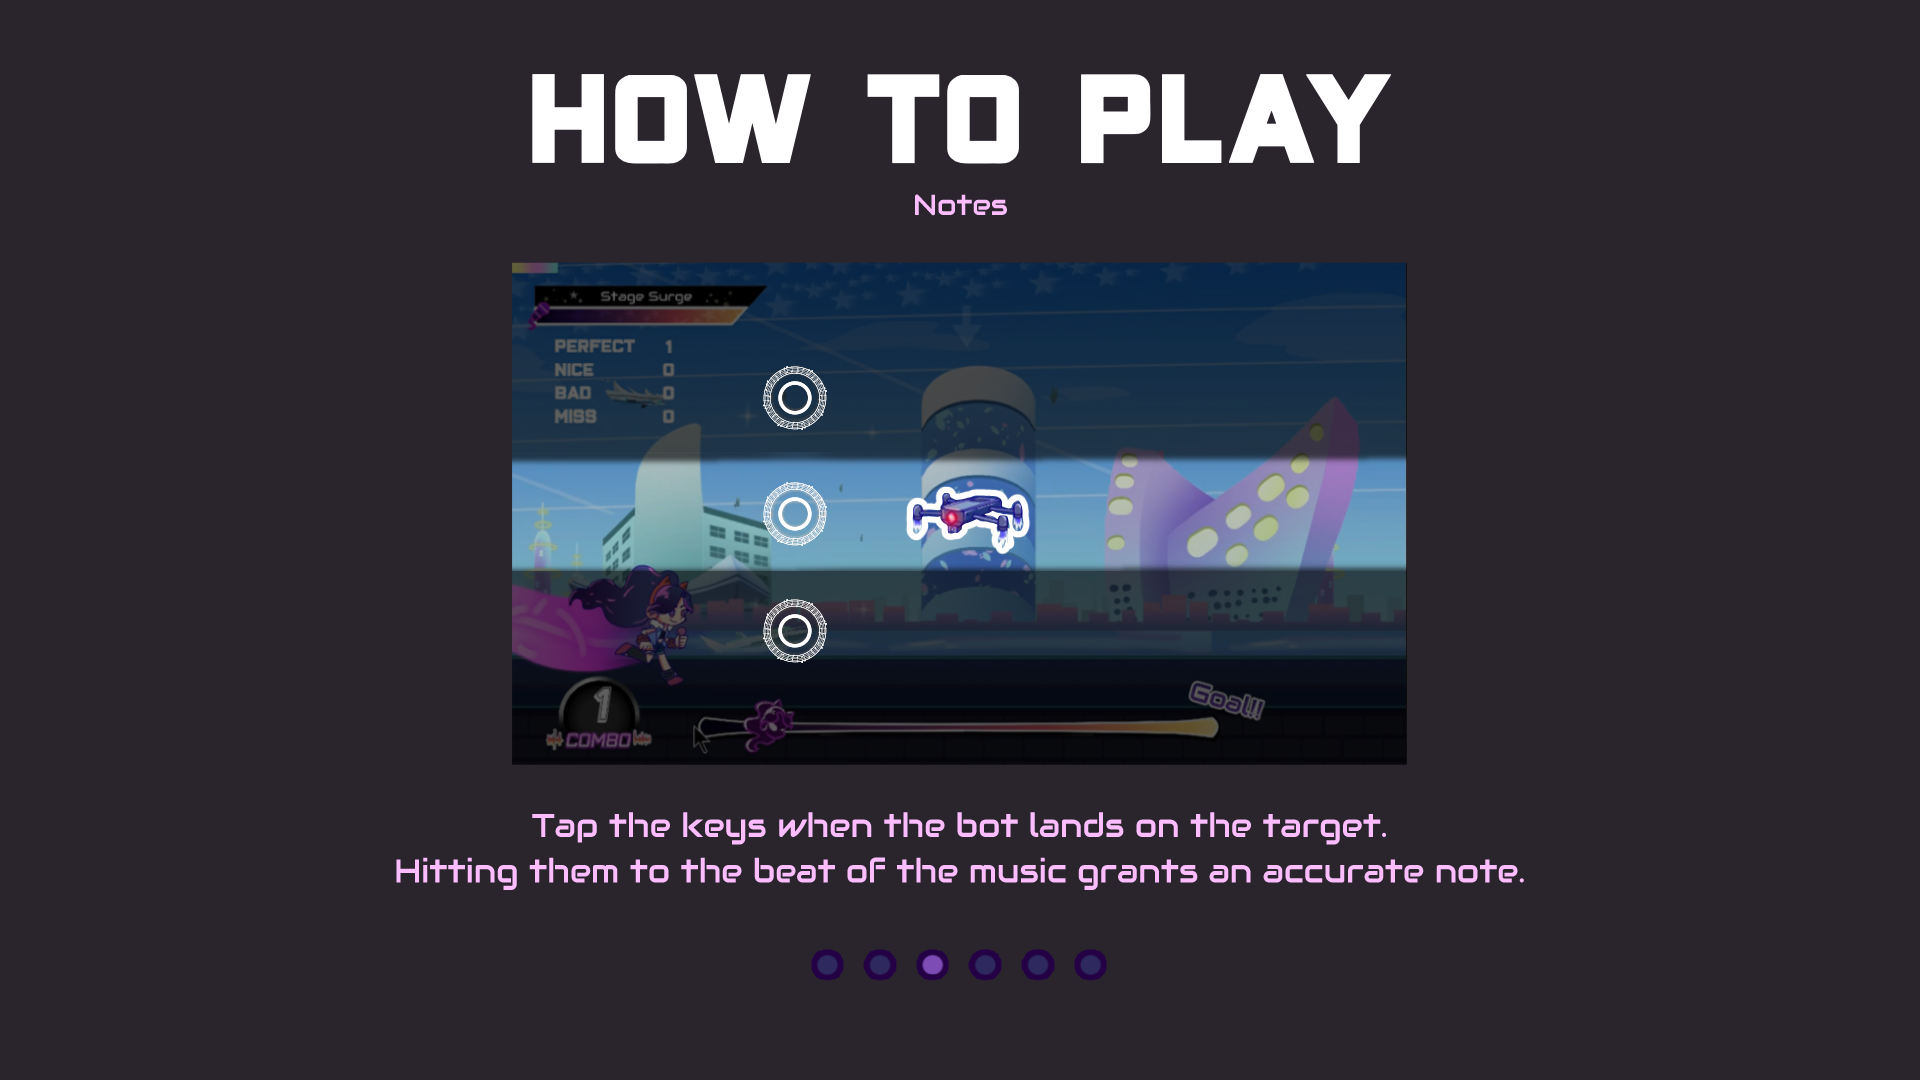 HOW TO PLAY
Notes
Stage Surge
PERFECT 1
NICE 0
BAD 0
MISS 0
Goal!!
1
COMBO
Tap the keys when the bot lands on the target.
Hitting them to the beat of the music grants an accurate note.